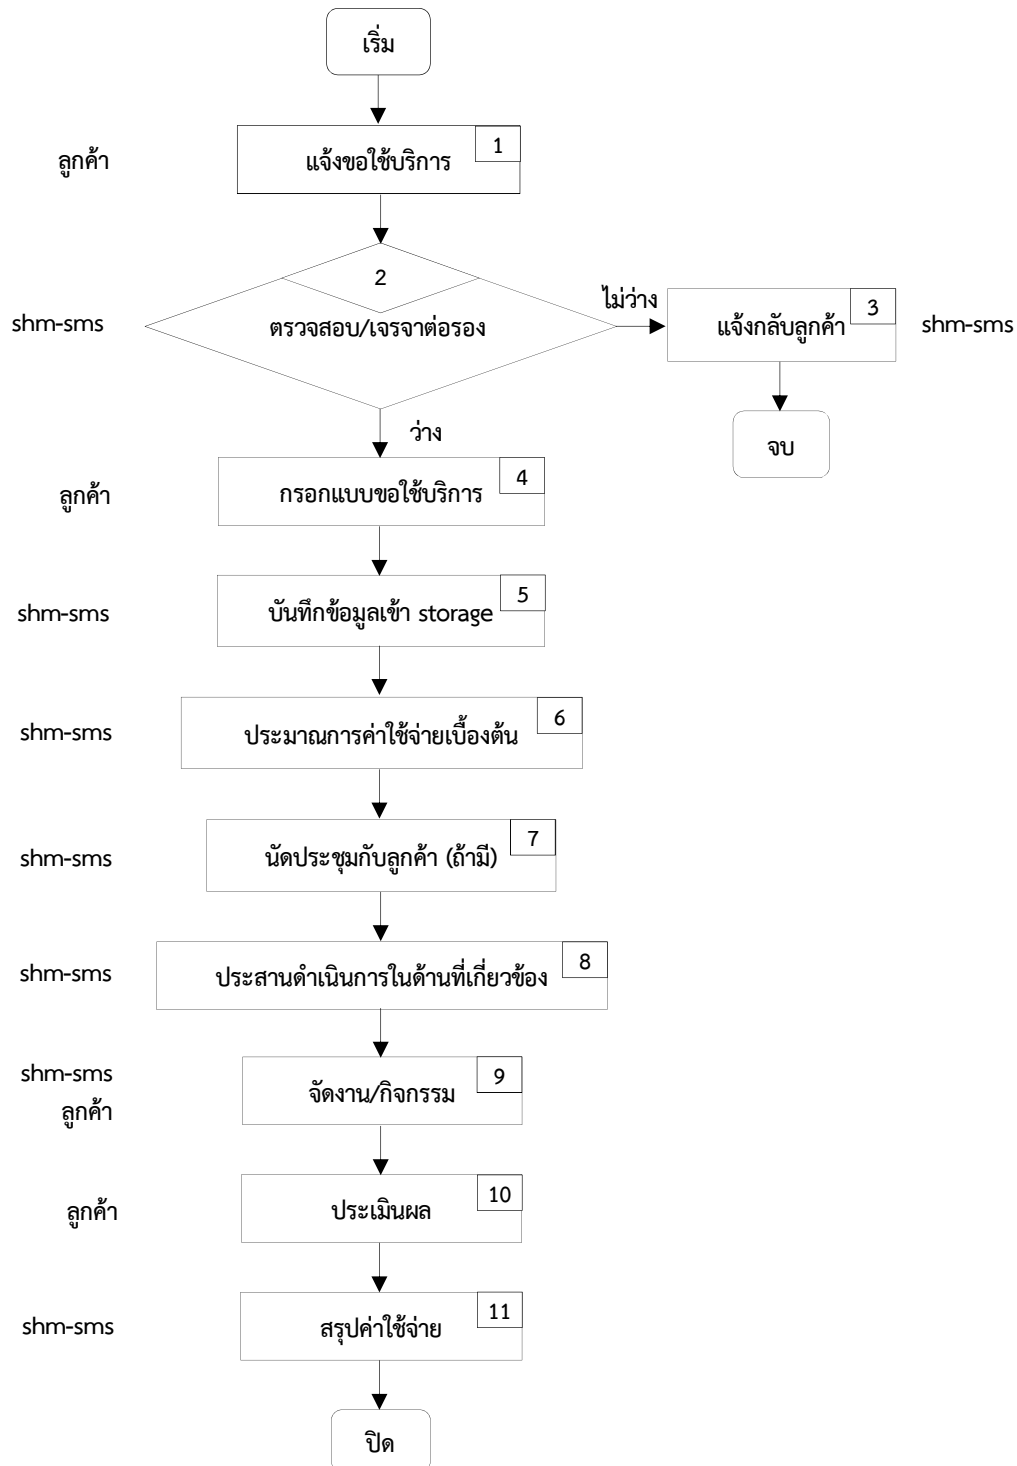 เริ่ม
1
ลูกค้า
แจ้งขอใช้บริการ
2
ไม่ว่าง
3
shm-sms
ตรวจสอบ/เจรจาต่อรอง
แจ้งกลับลูกค้า
shm-sms
ว่าง
จบ
4
ลูกค้า
กรอกแบบขอใช้บริการ
5
shm-sms
บันทึกข้อมูลเข้า storage
6
shm-sms
ประมาณการค่าใช้จ่ายเบื้องต้น
7
shm-sms
นัดประชุมกับลูกค้า (ถ้ามี)
8
shm-sms
ประสานดำเนินการในด้านที่เกี่ยวข้อง
shm-sms
9
ลูกค้า
จัดงาน/กิจกรรม
10
ลูกค้า
ประเมินผล
11
shm-sms
สรุปค่าใช้จ่าย
ปิด